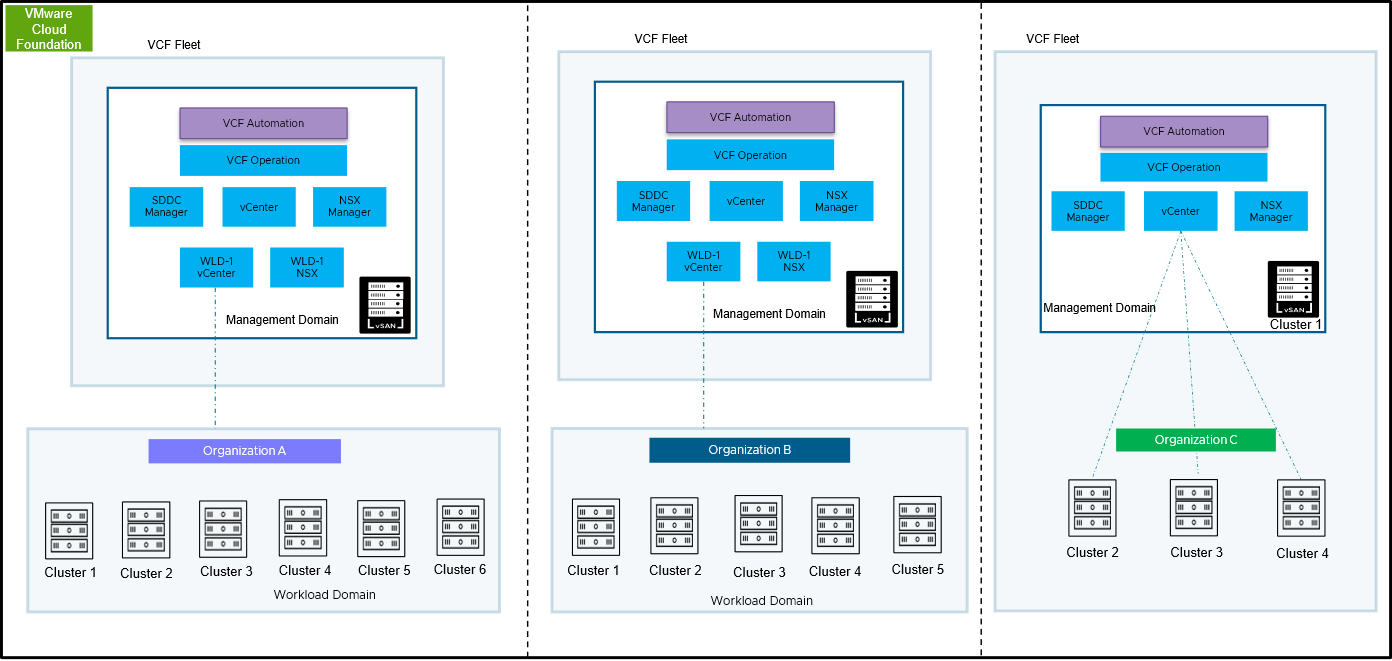 VMware
Cloud
Foundation
VCF Fleet
VCF Automation
VCF Operation
SDDC
Manager
vCenter
NSX
Manager
WLD-1
vCenter
WLD-1
NSX
Management Domain
vSAN
Organization A
Cluster 1
Cluster 2
Cluster 3
Cluster 4
Cluster 5
Cluster 6
Workload Domain
VCF Fleet
VCF Automation
VCF Operation
SDDC
Manager
vCenter
NSX
Manager
WLD-1
vCenter
WLD-1
NSX
Management Domain
vSAN
Organization B
Cluster 1
Cluster 2
Cluster 3
Cluster 4
Cluster 5
Workload Domain
VCF Fleet
VCF Automation
VCF Operation
SDDC
Manager
vCenter
NSX
Manager
Management Domain
vSAN
Cluster 1
Organization C
Cluster 2
Cluster 3
Cluster 4